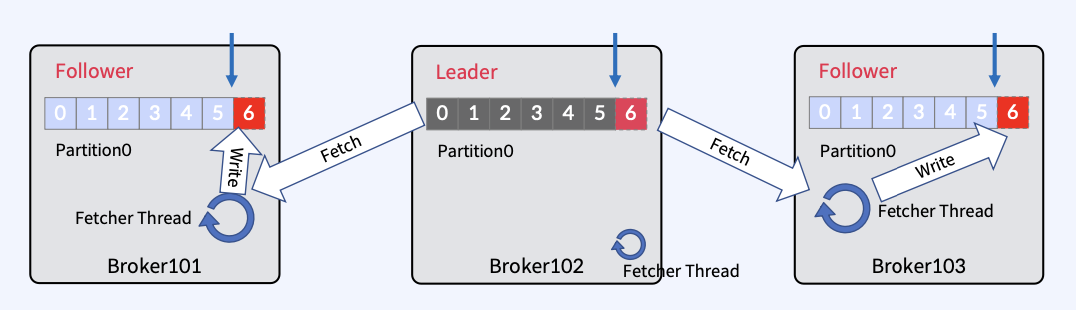 Follower
0 1 2 3 4 5 6
Partition0
Write
Fetcher Thread
Broker101
Fetch
Leader
0 1 2 3 4 5 6
Partition0
Fetcher Thread
Broker102
Fetch
Follower
0 1 2 3 4 5 6
Partition0
Write
Fetcher Thread
Broker103